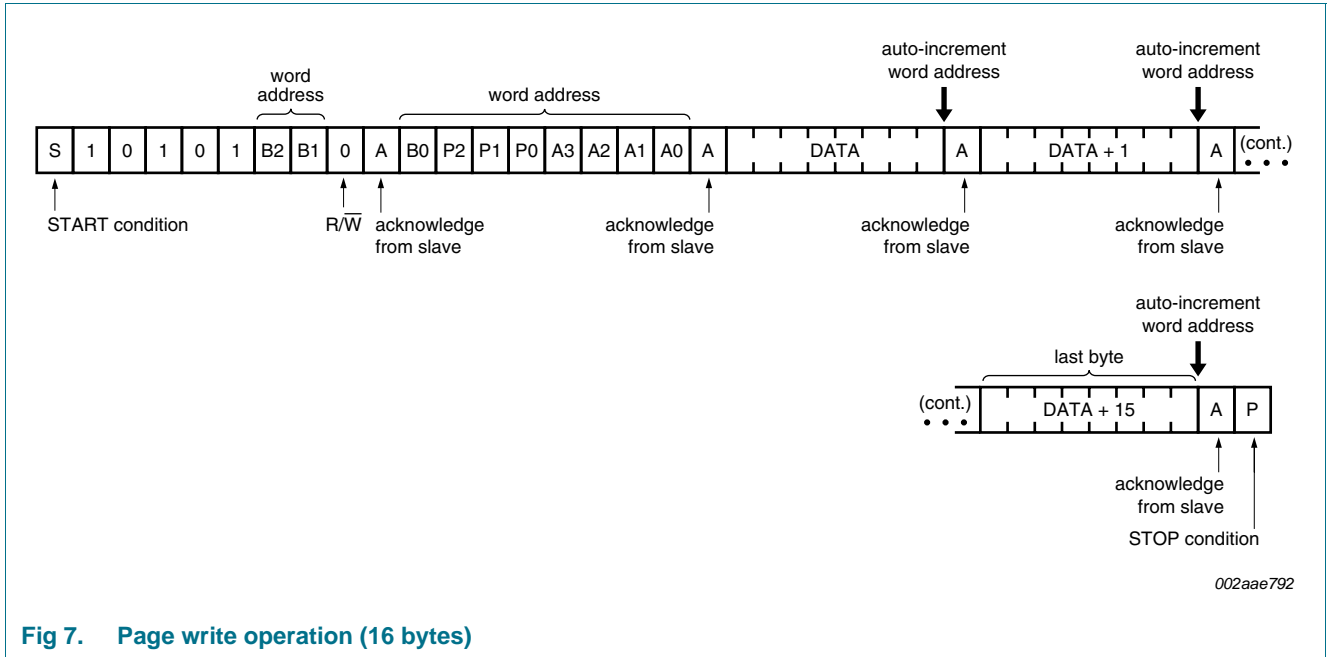 auto-increment
word address
auto-increment
word address
word
address
word address
S 1 0 1 0 1 B2 B1 0 A B0 P2 P1 P0 A3 A2 A1 A0 A DATA A DATA + 1 A (cont.)
START condition
R/W̅
acknowledge
from slave
acknowledge
from slave
acknowledge
from slave
acknowledge
from slave
auto-increment
word address
last byte
(cont.) DATA + 15 A P
acknowledge
from slave
STOP condition
002aae792
Fig 7. Page write operation (16 bytes)